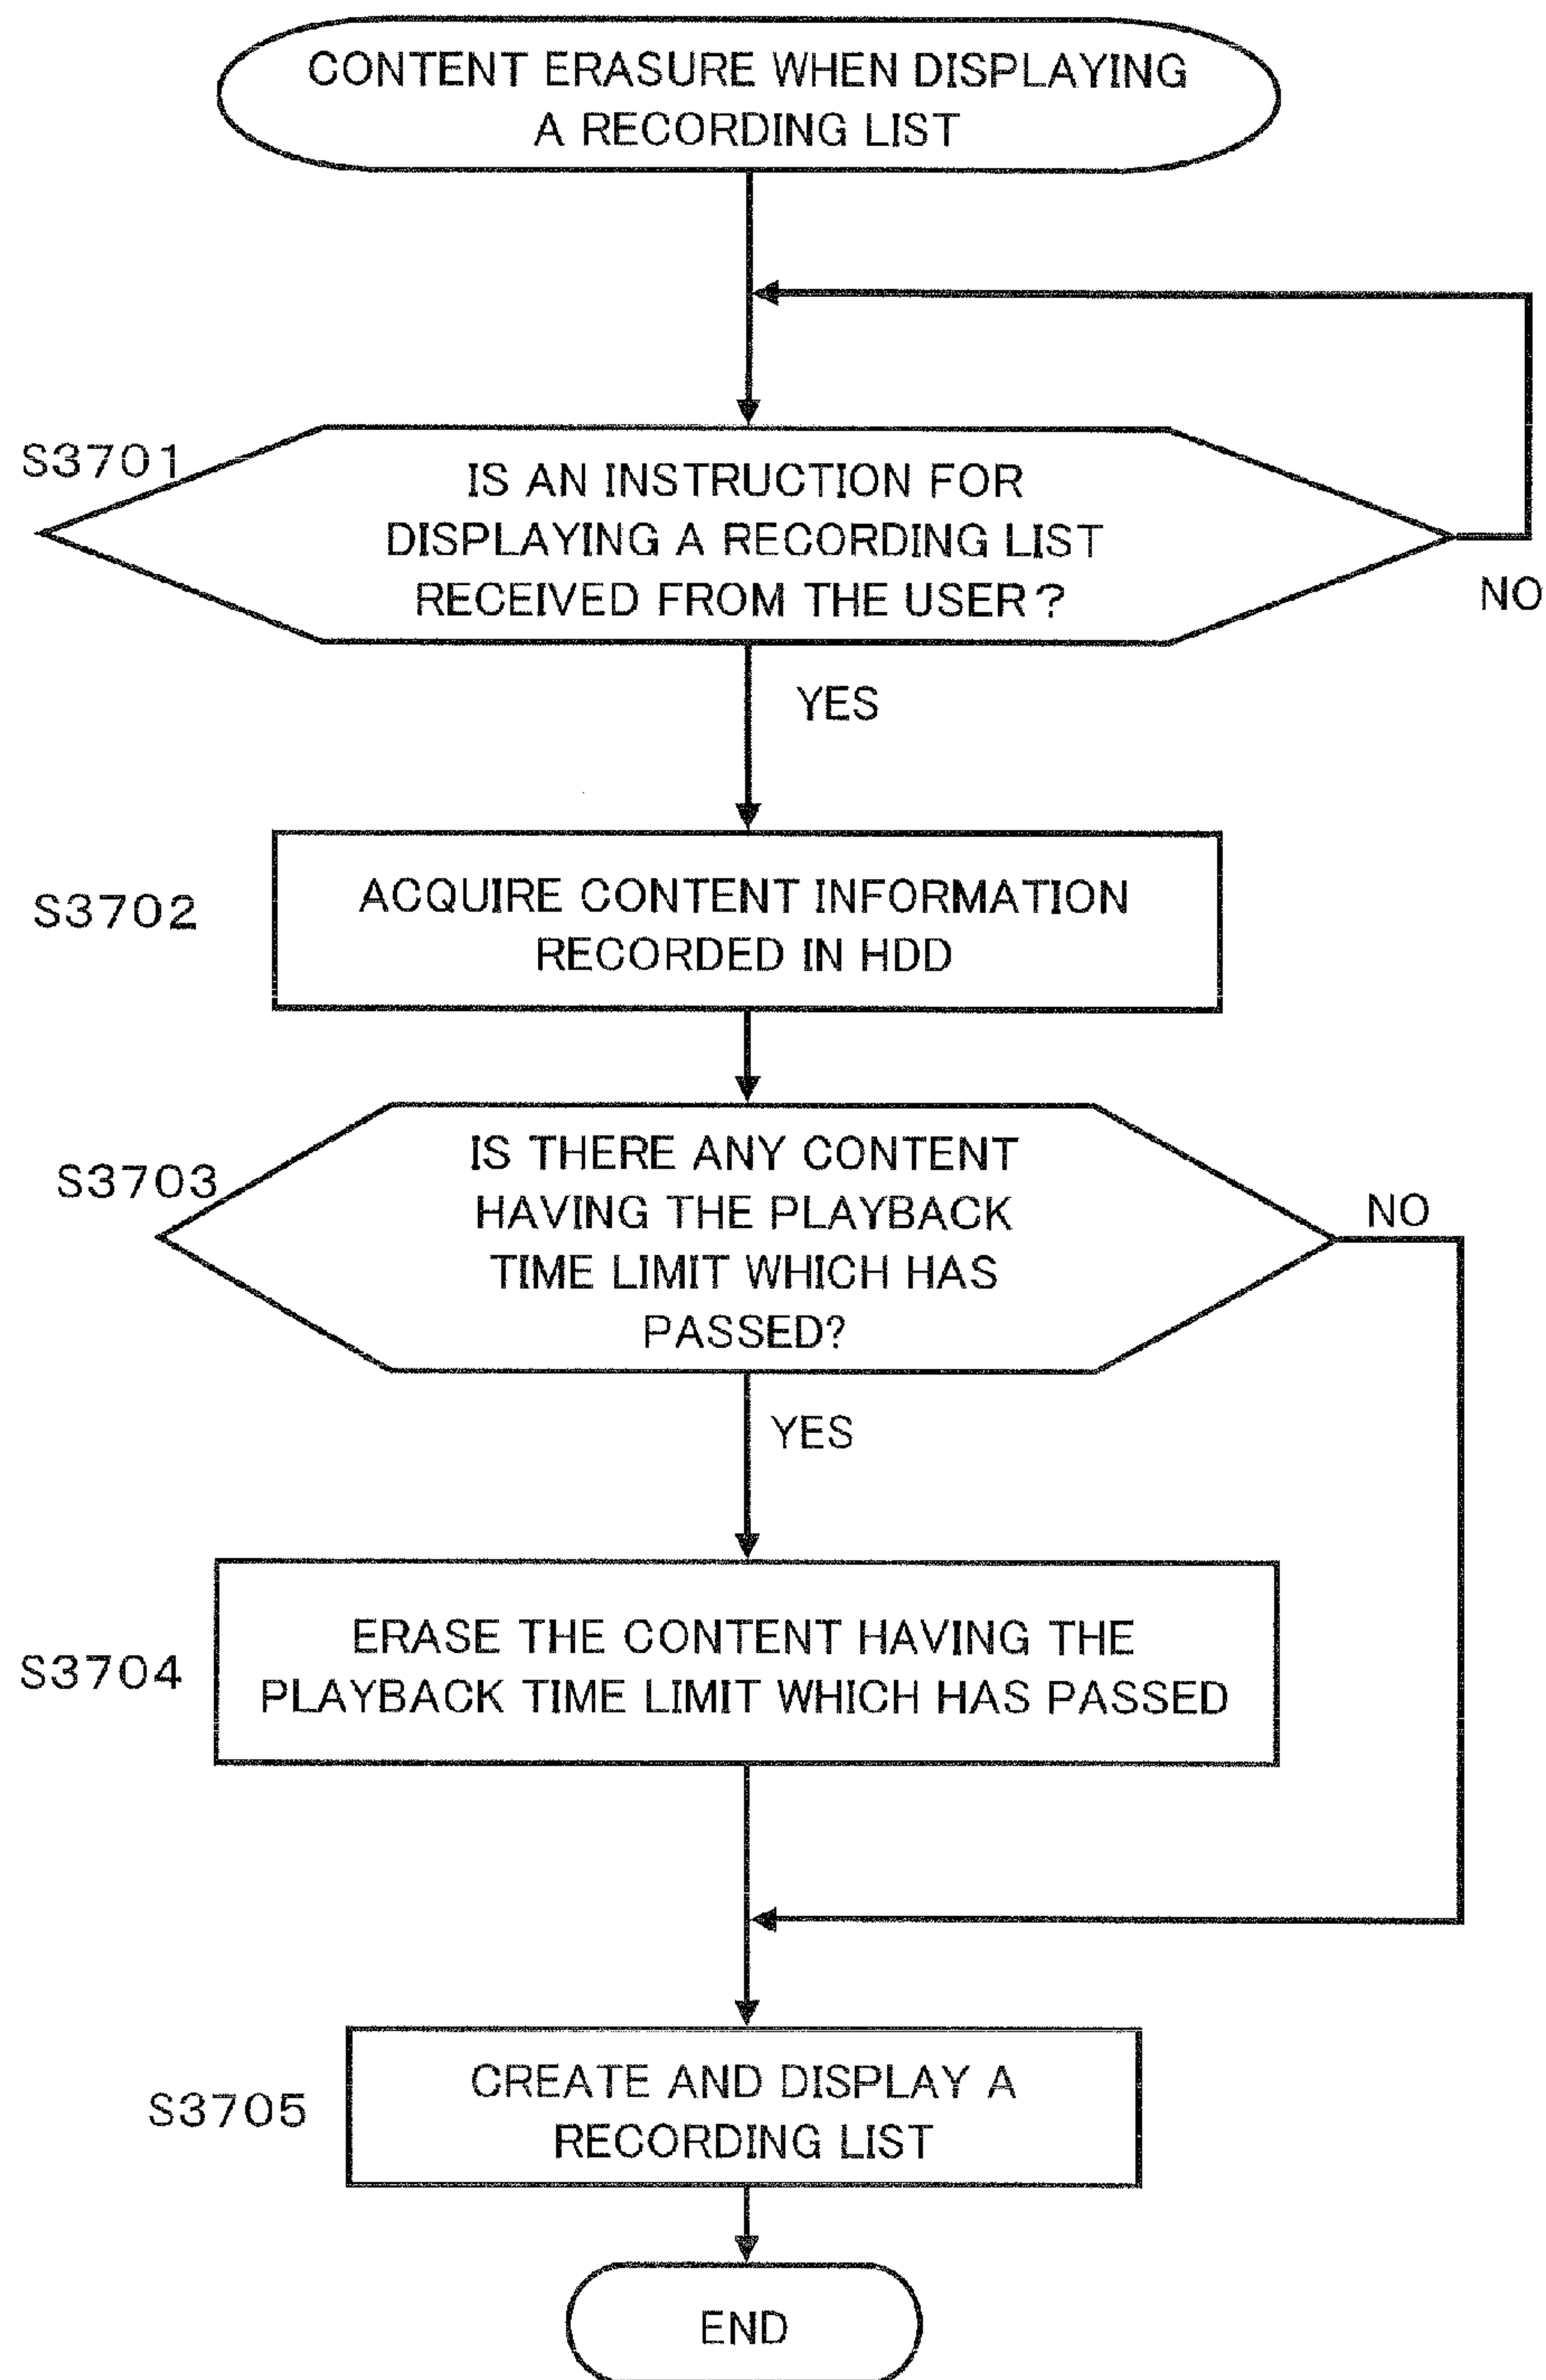 CONTENT ERASURE WHEN DISPLAYING
A RECORDING LIST
S3701
IS AN INSTRUCTION FOR
DISPLAYING A RECORDING LIST
RECEIVED FROM THE USER?
NO
YES
S3702
ACQUIRE CONTENT INFORMATION
RECORDED IN HDD
S3703
IS THERE ANY CONTENT
HAVING THE PLAYBACK
TIME LIMIT WHICH HAS
PASSED?
NO
YES
S3704
ERASE THE CONTENT HAVING THE
PLAYBACK TIME LIMIT WHICH HAS PASSED
S3705
CREATE AND DISPLAY A
RECORDING LIST
END